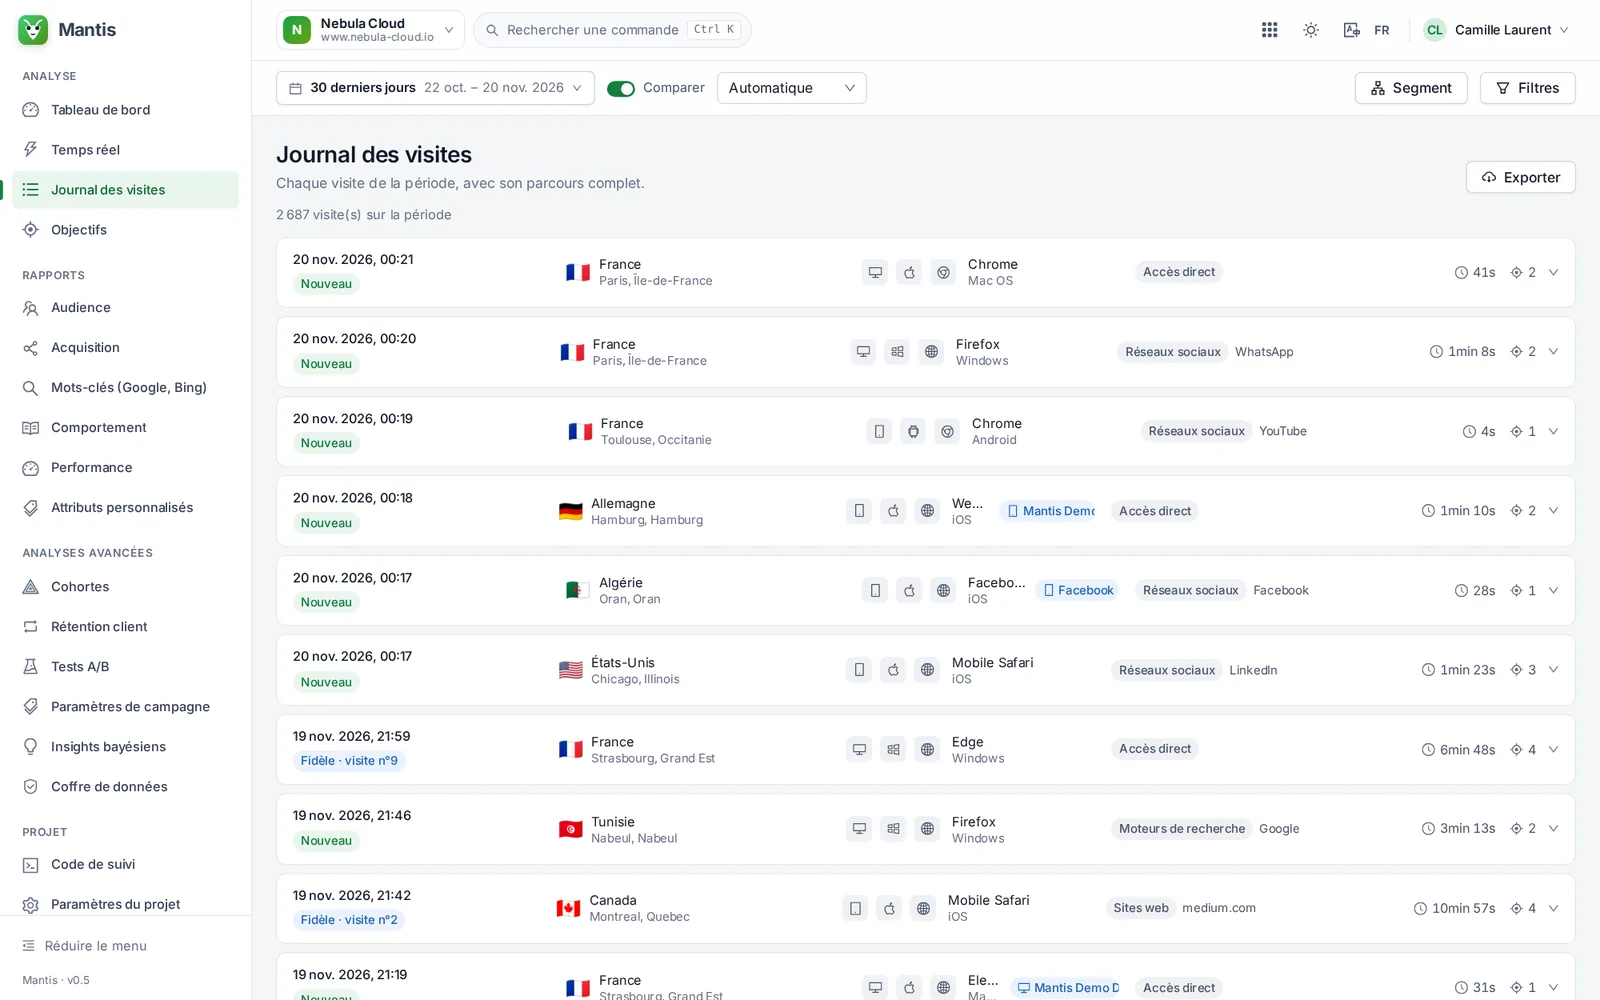 Mantis
ANALYSE
Tableau de bord
Temps réel
Journal des visites
Objectifs
RAPPORTS
Audience
Acquisition
Mots-clés (Google, Bing)
Comportement
Performance
Attributs personnalisés
ANALYSES AVANCÉES
Cohortes
Rétention client
Tests A/B
Paramètres de campagne
Insights bayésiens
Coffre de données
PROJET
Code de suivi
Paramètres du projet
Réduire le menu
Mantis · v0.5
N
Nebula Cloud
www.nebula-cloud.io
Rechercher une commande Ctrl K
FR
CL Camille Laurent
30 derniers jours 22 oct. – 20 nov. 2026
Comparer
Automatique
Segment
Filtres
Journal des visites
Chaque visite de la période, avec son parcours complet.
2 687 visite(s) sur la période
Exporter
20 nov. 2026, 00:21
Nouveau
France
Paris, Île-de-France
Chrome
Mac OS
Accès direct
41s 2
20 nov. 2026, 00:20
Nouveau
France
Paris, Île-de-France
Firefox
Windows
Réseaux sociaux WhatsApp
1min 8s 2
20 nov. 2026, 00:19
Nouveau
France
Toulouse, Occitanie
Chrome
Android
Réseaux sociaux YouTube
4s 1
20 nov. 2026, 00:18
Nouveau
Allemagne
Hamburg, Hamburg
We...
iOS
Mantis Demo
Accès direct
1min 10s 2
20 nov. 2026, 00:17
Nouveau
Algérie
Oran, Oran
Facebo...
iOS
Facebook
Réseaux sociaux Facebook
28s 1
20 nov. 2026, 00:17
Nouveau
États-Unis
Chicago, Illinois
Mobile Safari
iOS
Réseaux sociaux LinkedIn
1min 23s 3
19 nov. 2026, 21:59
Fidèle · visite n°9
France
Strasbourg, Grand Est
Edge
Windows
Accès direct
6min 48s 4
19 nov. 2026, 21:46
Nouveau
Tunisie
Nabeul, Nabeul
Firefox
Windows
Moteurs de recherche Google
3min 13s 2
19 nov. 2026, 21:42
Fidèle · visite n°2
Canada
Montreal, Quebec
Mobile Safari
iOS
Sites web medium.com
10min 57s 4
19 nov. 2026, 21:19
Nouveau
France
Strasbourg, Grand Est
Ele...
Ma...
Mantis Demo D
Accès direct
31s 1